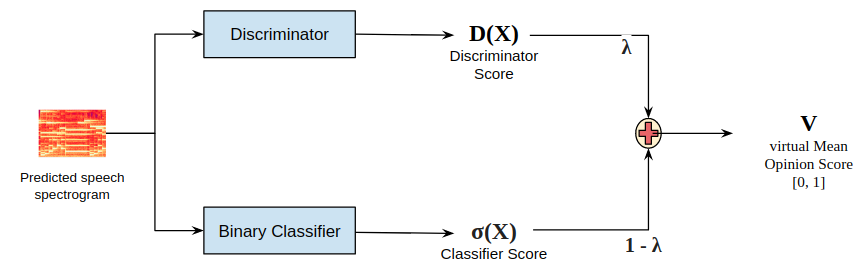 Discriminator
D(X)
Discriminator
Score
λ
Predicted speech
spectrogram
V
virtual Mean
Opinion Score
[0, 1]
Binary Classifier
σ(X)
Classifier Score
1 - λ